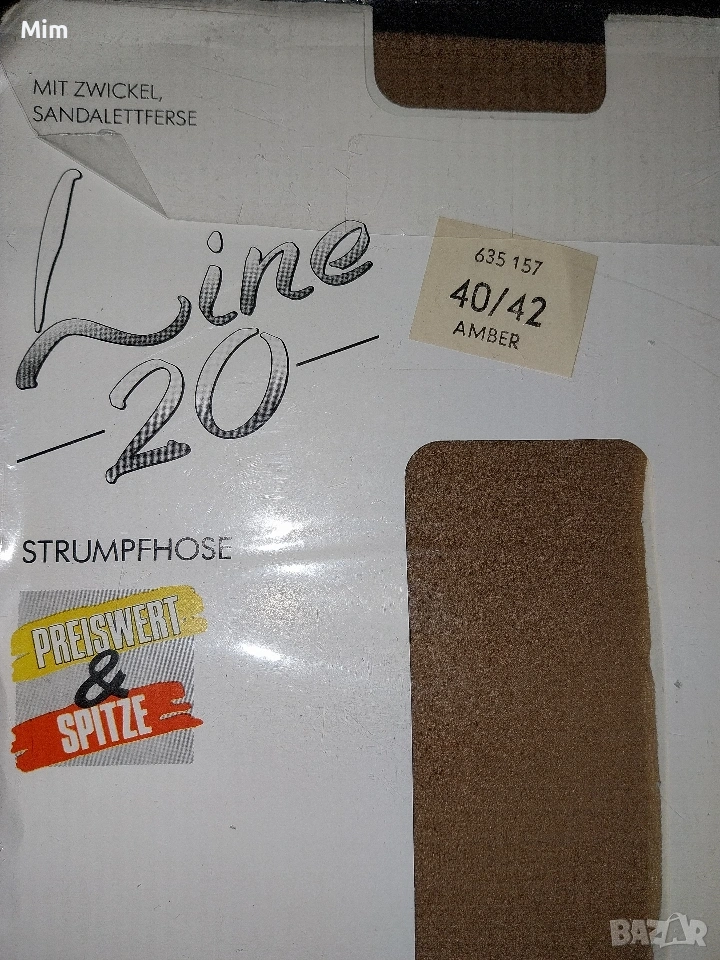 Mim
MIT ZWICKEL,
SANDALETTFERSE
Line
20
635 157
40/42
AMBER
STRUMPFHOSE
PREISWERT
&
SPITZE
BAZAR